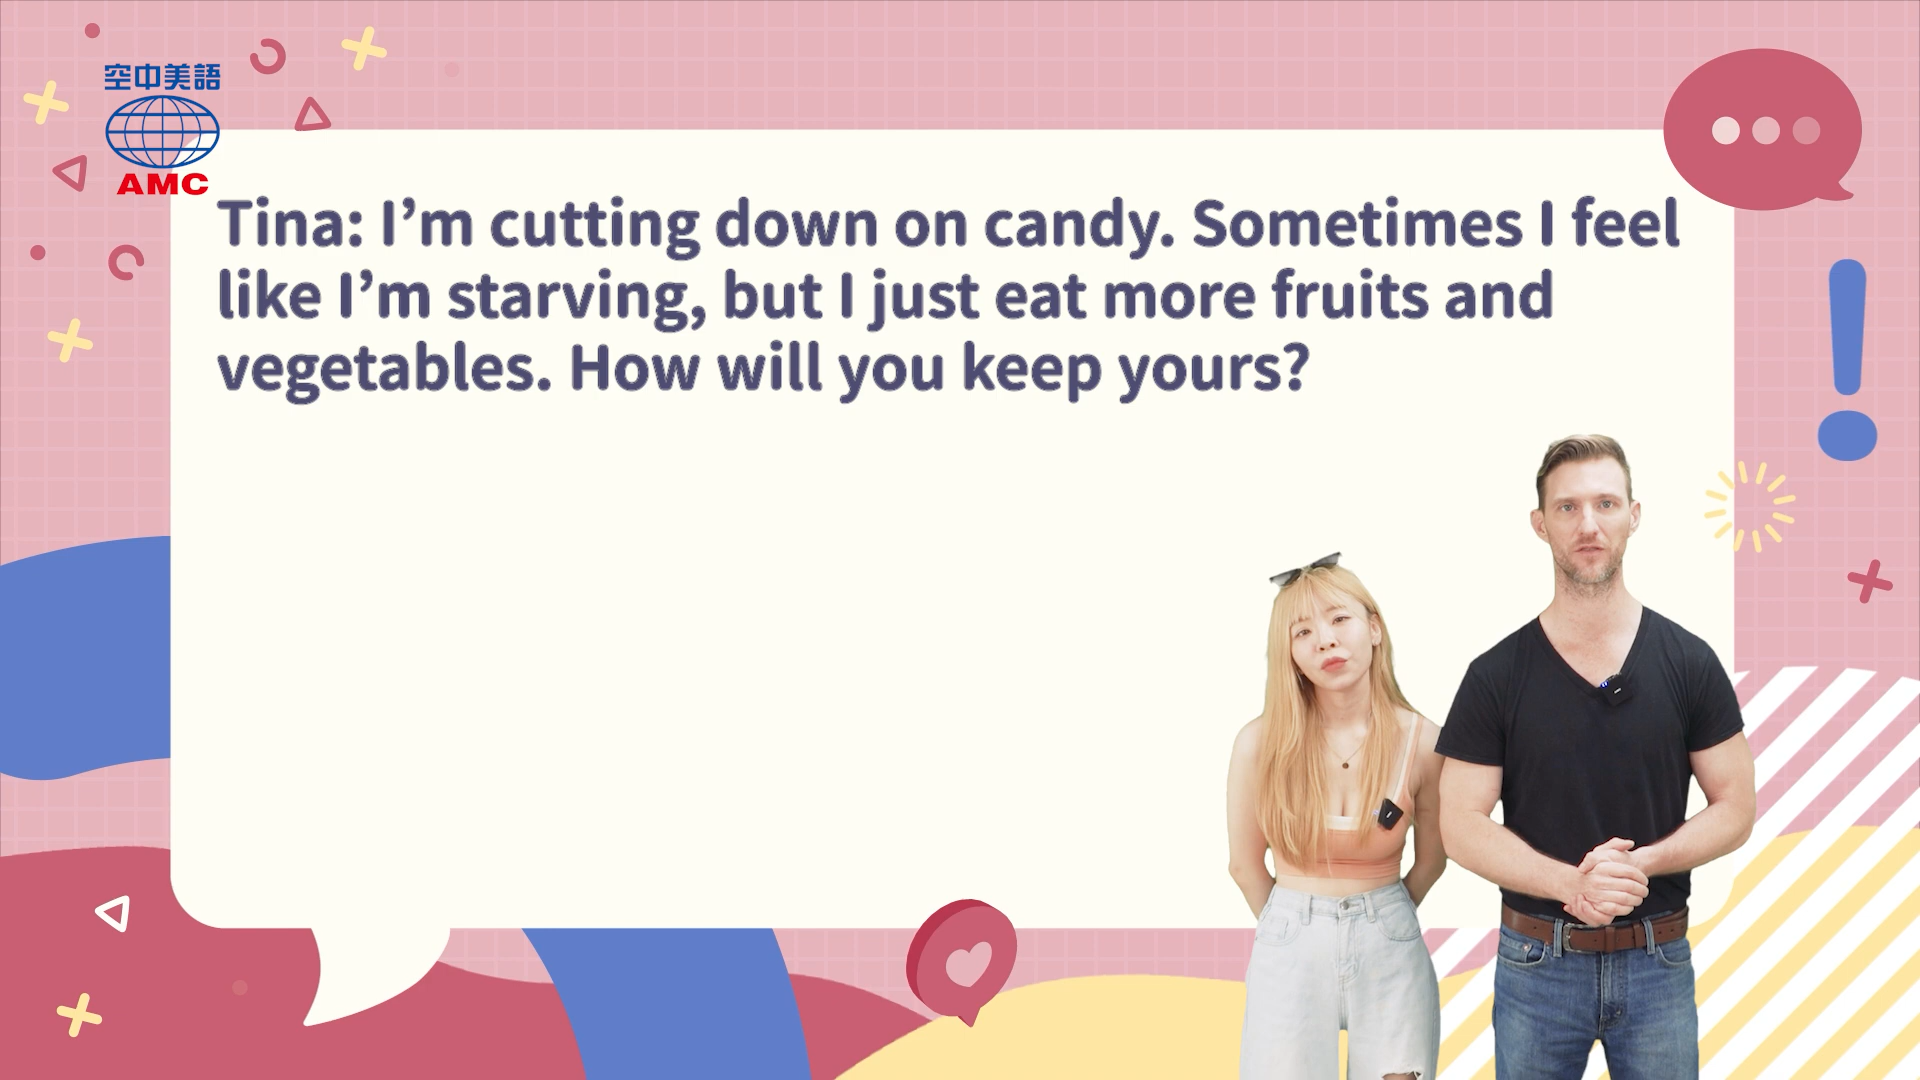 空中美語
AMC
Tina: I’m cutting down on candy. Sometimes I feel
like I’m starving, but I just eat more fruits and
vegetables. How will you keep yours?